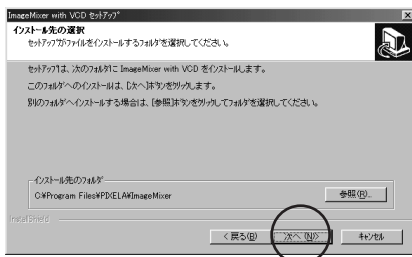 ImageMixer with VCD ｾｯﾄｱｯﾌﾟ
インストール先の選択
ｾｯﾄｱｯﾌﾟがﾌｧｲﾙをインストールするﾌｫﾙﾀﾞを選択してください。
ｾｯﾄｱｯﾌﾟは、次のﾌｫﾙﾀﾞに ImageMixer with VCD をインストールします。
このﾌｫﾙﾀﾞへのインストールは、[次へ]ﾎﾞﾀﾝをｸﾘｯｸします。
別のﾌｫﾙﾀﾞへインストールする場合は、[参照]ﾎﾞﾀﾝをｸﾘｯｸしてﾌｫﾙﾀﾞを選択してください。
インストール先のﾌｫﾙﾀﾞ
C:¥Program Files¥PIXELA¥ImageMixer
参照(R)...
InstallShield
< 戻る(B)
次へ (N)>
ｷｬﾝｾﾙ